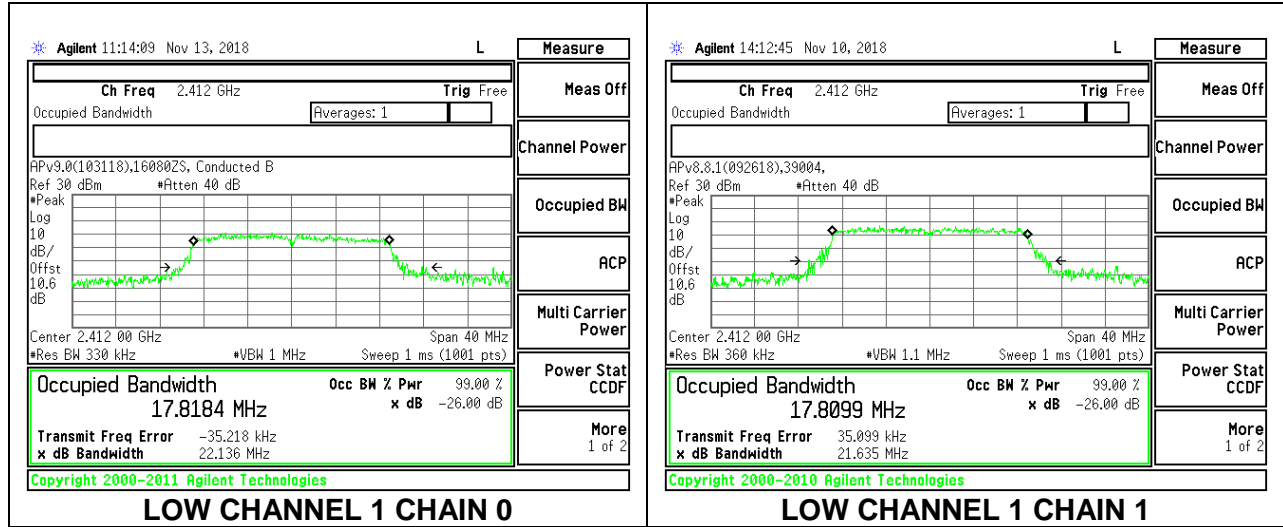 Agilent 11:14:09 Nov 13, 2018 L
Measure
Ch Freq 2.412 GHz Trig Free
Occupied Bandwidth Averages: 1
APv9.0(103118),16080ZS, Conducted B
Ref 30 dBm #Atten 40 dB
#Peak
Log
10
dB/
Offst
10.6
dB
Center 2.412 00 GHz Span 40 MHz
#Res BW 330 kHz #VBW 1 MHz Sweep 1 ms (1001 pts)
Occupied Bandwidth Occ BW % Pwr 99.00 %
17.8184 MHz x dB -26.00 dB
Transmit Freq Error -35.218 kHz
x dB Bandwidth 22.136 MHz
Copyright 2000-2011 Agilent Technologies
Meas Off
Channel Power
Occupied BW
ACP
Multi Carrier
Power
Power Stat
CCDF
More
1 of 2
LOW CHANNEL 1 CHAIN 0
Agilent 14:12:45 Nov 10, 2018 L
Measure
Ch Freq 2.412 GHz Trig Free
Occupied Bandwidth Averages: 1
APv8.8.1(092618),39004,
Ref 30 dBm #Atten 40 dB
#Peak
Log
10
dB/
Offst
10.6
dB
Center 2.412 00 GHz Span 40 MHz
#Res BW 360 kHz #VBW 1.1 MHz Sweep 1 ms (1001 pts)
Occupied Bandwidth Occ BW % Pwr 99.00 %
17.8099 MHz x dB -26.00 dB
Transmit Freq Error 35.099 kHz
x dB Bandwidth 21.635 MHz
Copyright 2000-2010 Agilent Technologies
Meas Off
Channel Power
Occupied BW
ACP
Multi Carrier
Power
Power Stat
CCDF
More
1 of 2
LOW CHANNEL 1 CHAIN 1